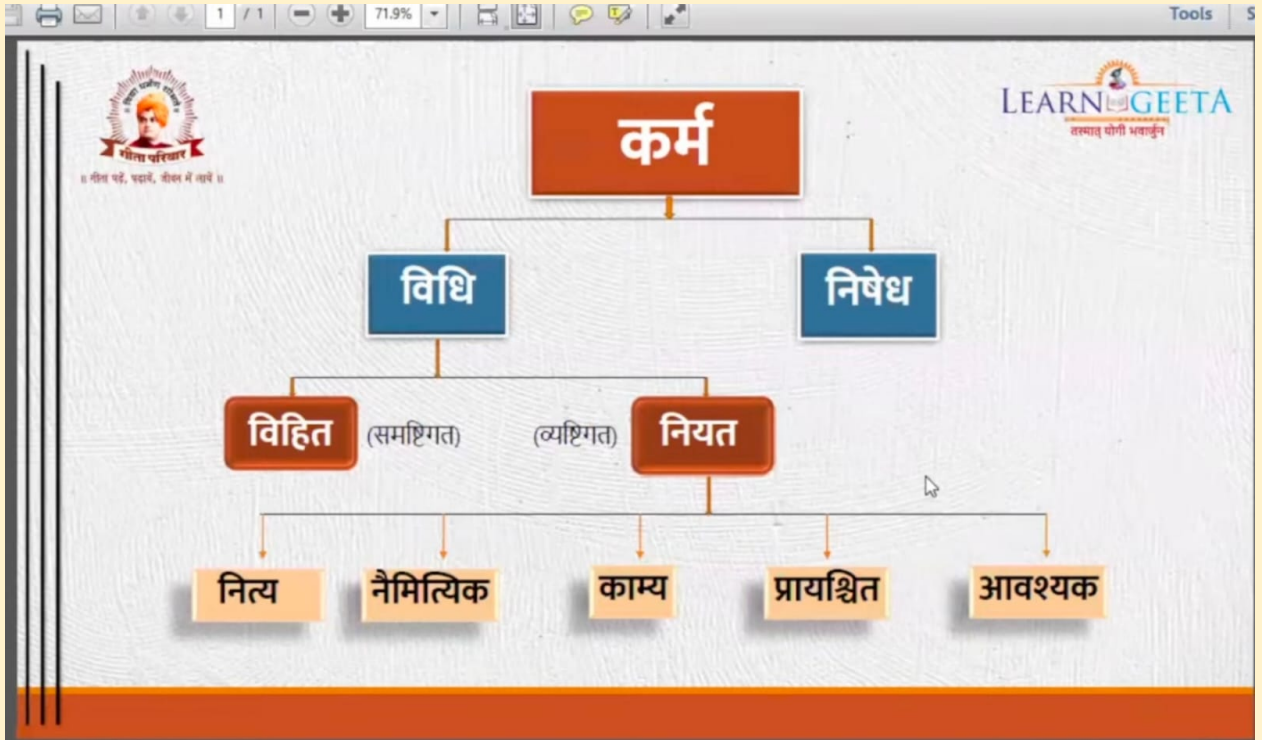 1 / 1
71.9%
Tools
गीता परिवार
॥ गीता पढ़ें, पढ़ायें, जीवन में लायें ॥
LEARN GEETA
तस्मात् योगी भवार्जुन
कर्म
विधि
निषेध
विहित (समष्टिगत) (व्यष्टिगत) नियत
नित्य नैमित्यिक काम्य प्रायश्चित आवश्यक